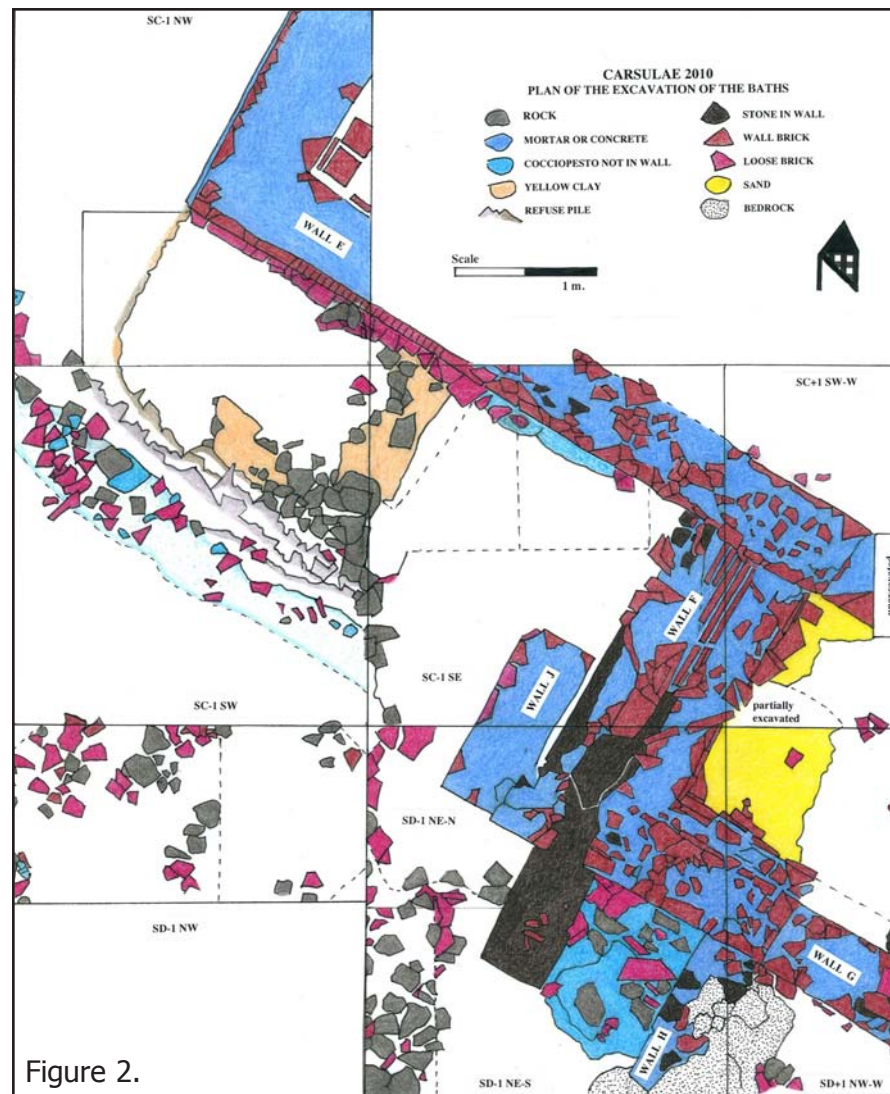 SC-1 NW
CARSULAE 2010
PLAN OF THE EXCAVATION OF THE BATHS
ROCK
MORTAR OR CONCRETE
COCCIOPESTO NOT IN WALL
YELLOW CLAY
REFUSE PILE
STONE IN WALL
WALL BRICK
LOOSE BRICK
SAND
BEDROCK
Scale
1 m.
WALL E
SC+1 SW-W
WALL F
WALL J
SC-1 SE
SC-1 SW
partially
excavated
SD-1 NE-N
SD-1 NW
WALL G
WALL H
SD-1 NE-S
SD+1 NW-W
Figure 2.